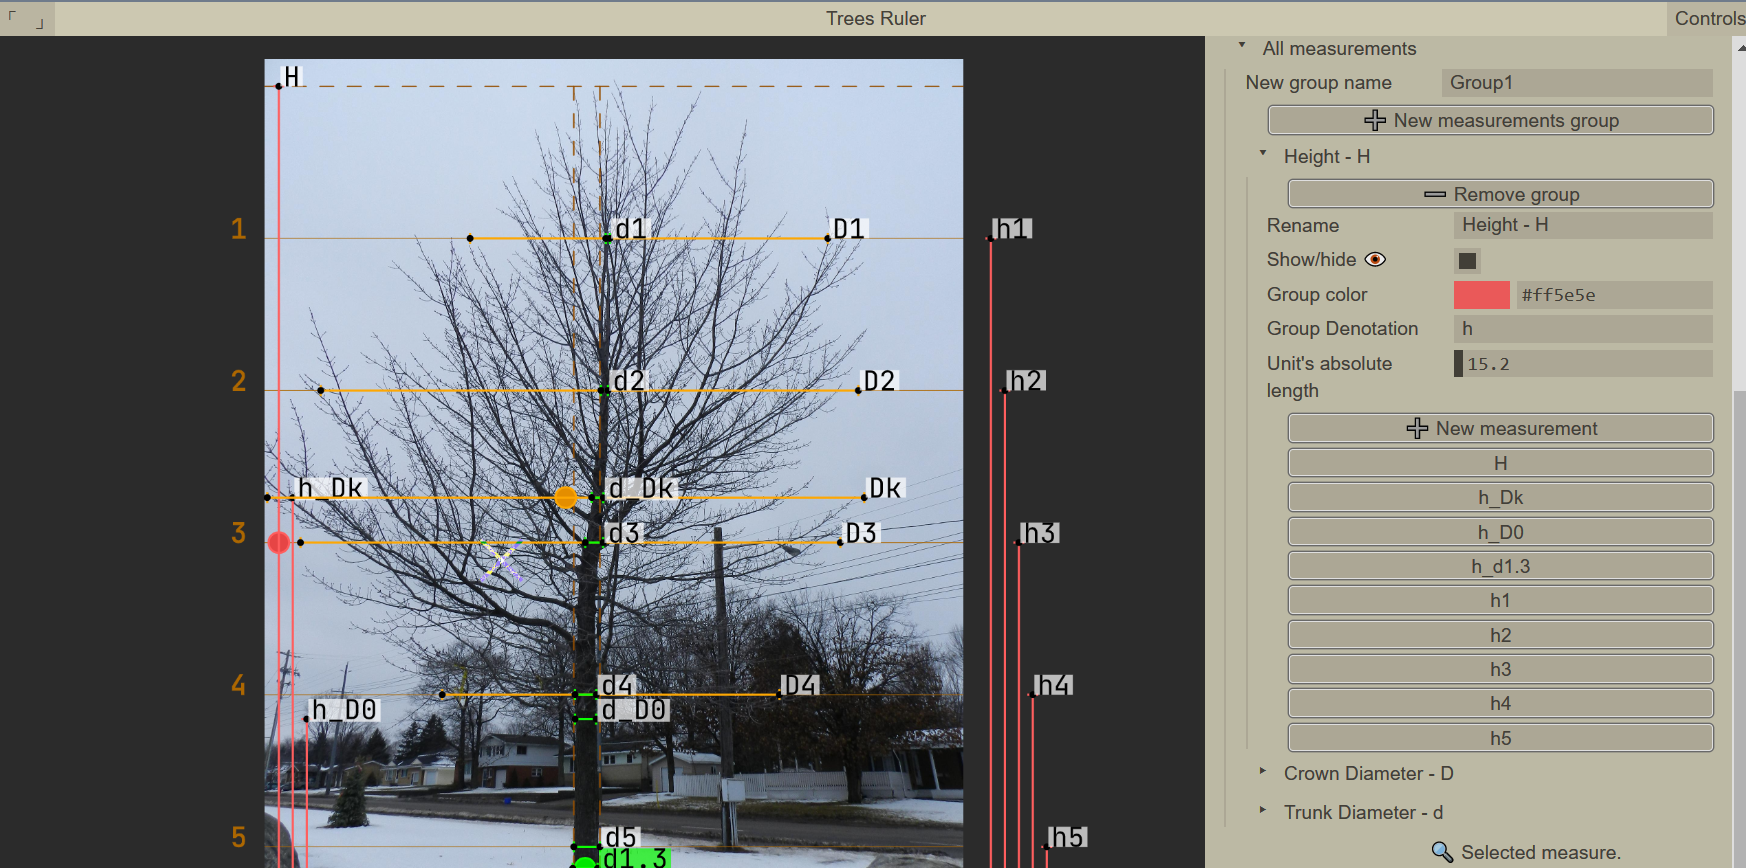 Trees Ruler
Controls
All measurements
New group name Group1
New measurements group
Height - H
Remove group
Rename Height - H
Show/hide
Group color #ff5e5e
Group Denotation h
Unit's absolute length 15.2
New measurement
H
h_Dk
h_D0
h_d1.3
h1
h2
h3
h4
h5
Crown Diameter - D
Trunk Diameter - d
Selected measure.
H
1 d1 D1 h1
2 d2 D2 h2
h_Dk d_Dk Dk
3 d3 D3 h3
4 d4 D4 h4
h_D0 d_D0
5 d5 h5
d1.3